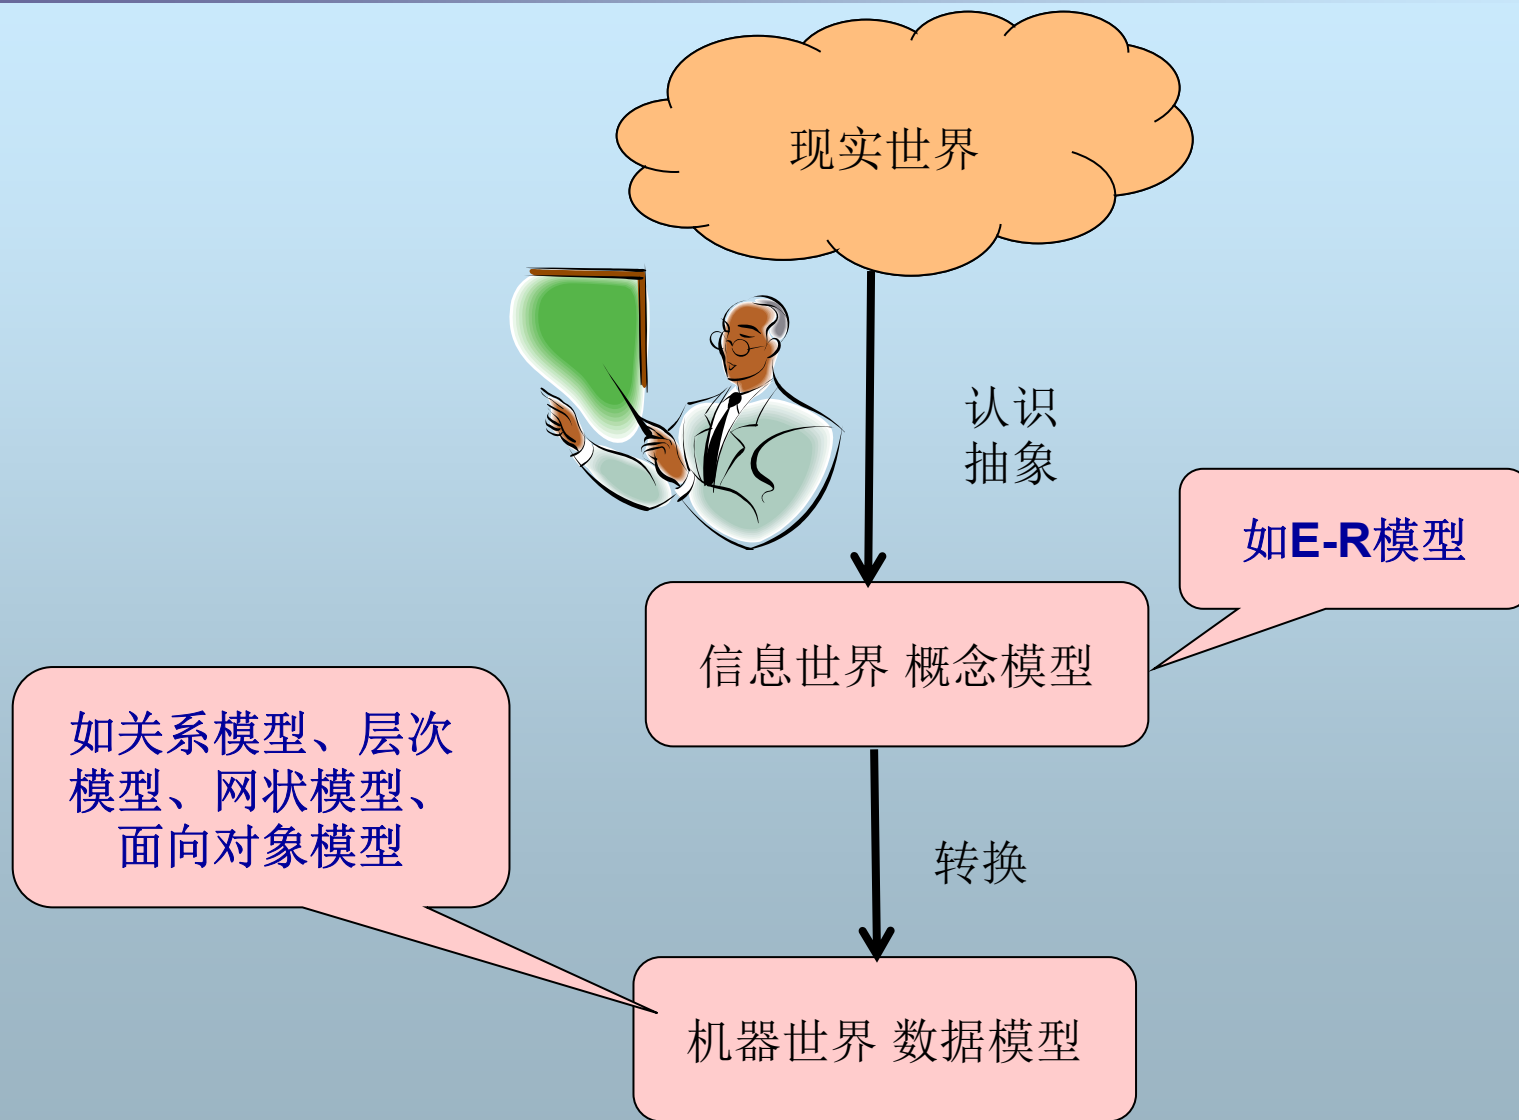 现实世界
认识
抽象
如E-R模型
信息世界 概念模型
如关系模型、层次
模型、网状模型、
面向对象模型
转换
机器世界 数据模型